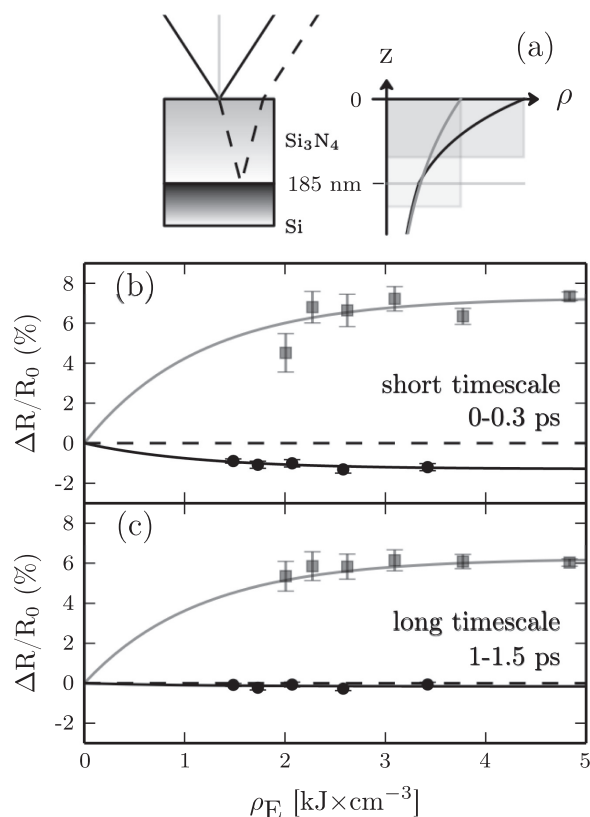 (a)
z
0
ρ
Si₃N₄
185 nm
Si
(b)
8
6
4
2
0
-2
ΔR/R₀ (%)
short timescale
0-0.3 ps
(c)
8
6
4
2
0
-2
ΔR/R₀ (%)
long timescale
1-1.5 ps
0 1 2 3 4 5
ρE [kJ×cm⁻³]